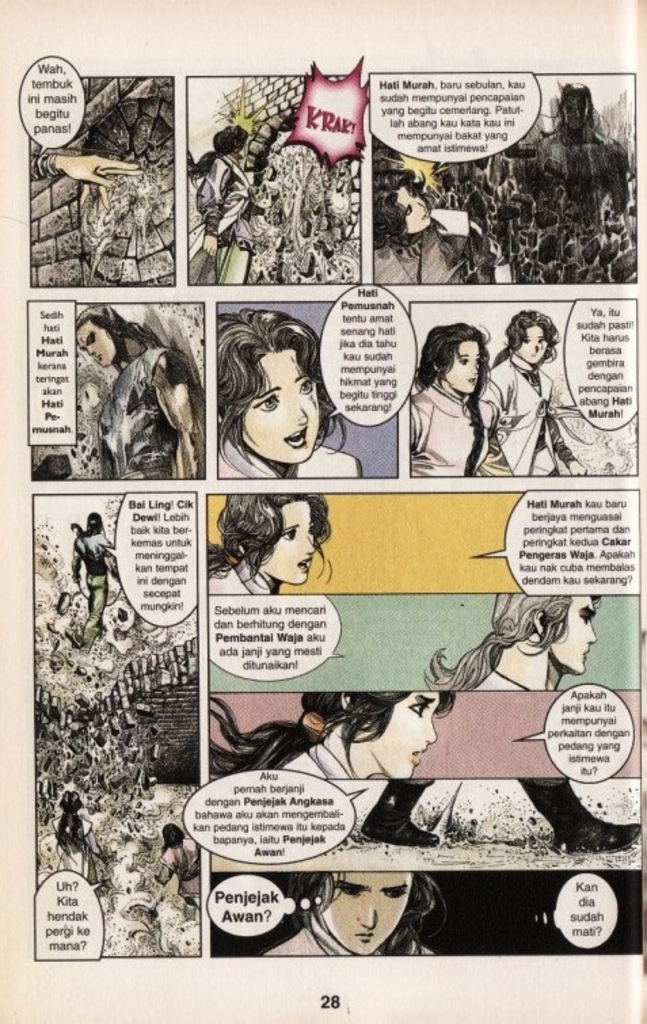 Wah,
tembuk
ini masih
begitu
panas!
KRAK!
Hati Murah, baru sebulan, kau
sudah mempunyai pencapaian
yang begitu cemerlang. Patut-
lah abang kau kata kau ini
mempunyai bakat yang
amat istimewa!
Sedih
hati
Hati
Murah
kerana
teringat
akan
Hati
Pe-
musnah.
Hati
Pemusnah
tentu amat
senang hati
jika dia tahu
kau sudah
mempunyai
hikmat yang
begitu tinggi
sekarang!
Ya, itu
sudah pasti!
Kita harus
berasa
gembira
dengan
pencapaian
abang Hati
Murah!
Bai Ling! Cik
Dewi! Lebih
baik kita ber-
kemas untuk
meninggal-
kan tempat
ini dengan
secepat
mungkin!
Uh?
Kita
hendak
pergi ke
mana?
Hati Murah kau baru
berjaya menguasai
peringkat pertama dan
peringkat kedua Cakar
Pengeras Waja. Apakah
kau nak cuba membalas
dendam kau sekarang?
Sebelum aku mencari
dan berhitung dengan
Pembantai Waja aku
ada janji yang mesti
ditunaikan!
Apakah
janji kau itu
mempunyai
perkaitan dengan
pedang yang
istimewa
itu?
Aku
pernah berjanji
dengan Penjejak Angkasa
bahawa aku akan mengembali-
kan pedang istimewa itu kepada
bapanya, iaitu Penjejak
Awan!
Penjejak
Awan?
Kan
dia
sudah
mati?
28